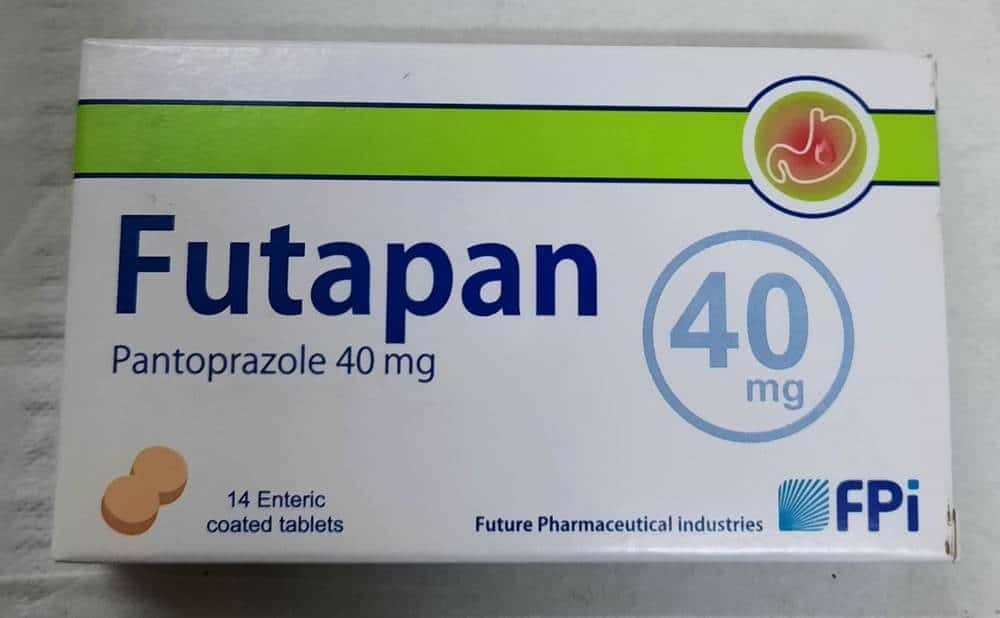 Futapan
Pantoprazole 40 mg
40
mg
14 Enteric
coated tablets
Future Pharmaceutical industries
FPi